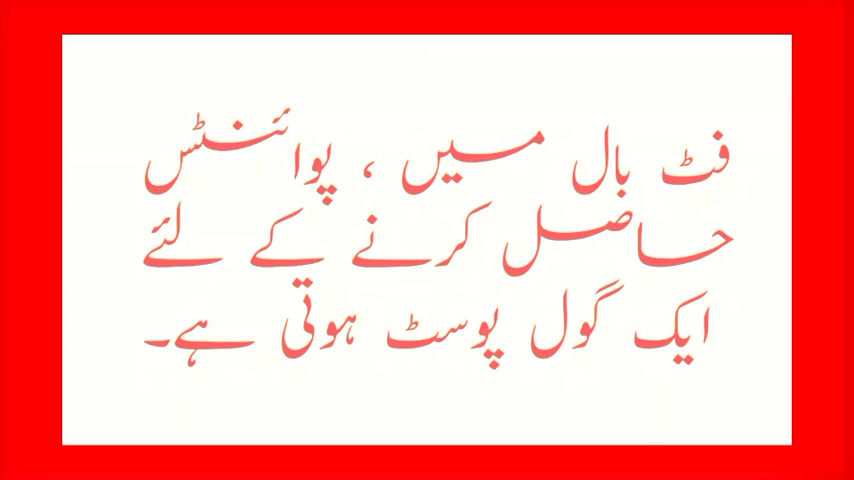 فٹ بال میں ، پوائنٹس
حاصل کرنے کے لئے
ایک گول پوسٹ ہوتی ہے۔